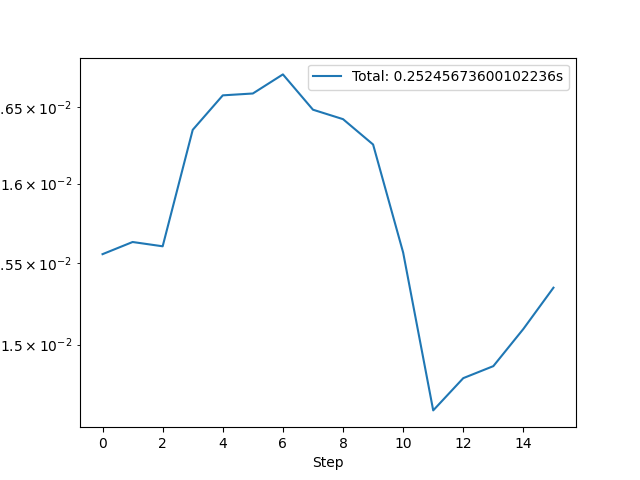 Total: 0.25245673600102236s
.65 × 10⁻²
1.6 × 10⁻²
.55 × 10⁻²
1.5 × 10⁻²
0 2 4 6 8 10 12 14
Step